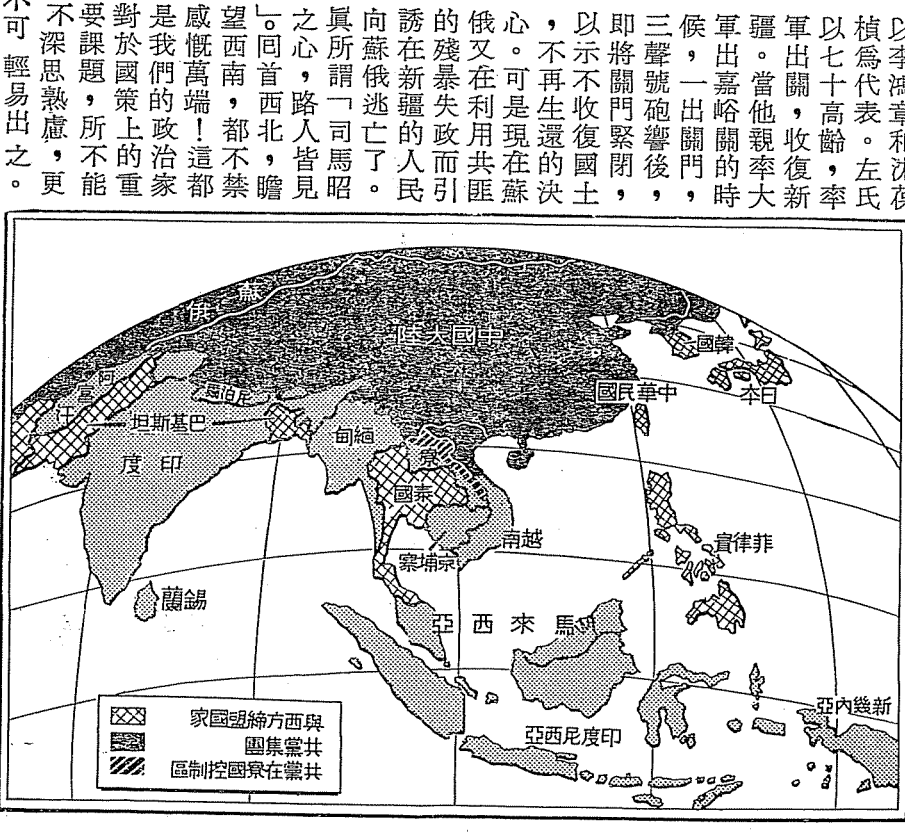 以李鴻章和沈葆
楨爲代表。左氏
以七十高齡,率
軍出關,收復新
疆。當他親率大
軍出嘉峪關的時
候,一出關門,
三聲號砲響後,
即將關門緊閉,
以示不收復國土
,不再生還的決
心。可是現在蘇
俄又在利用共匪
的殘暴失政而引
誘在新疆的人民
向蘇俄逃亡了。
眞所謂「司馬昭
之心,路人皆見
」。囘首西北,瞻
望西南,都不禁
感慨萬端!這都
是我們的政治家
對於國策上的重
要課題,所不能
不深思熟慮,更
不可輕易出之。
蘇俄
中國大陸
韓國
日本
中華民國
阿富汗
尼泊爾
巴基斯坦
印度
緬甸
寮
泰國
越南
柬埔寨
菲律賓
錫蘭
馬來西亞
印度尼西亞
新幾內亞
與西方締盟國家
共黨集團
共黨在寮國控制區